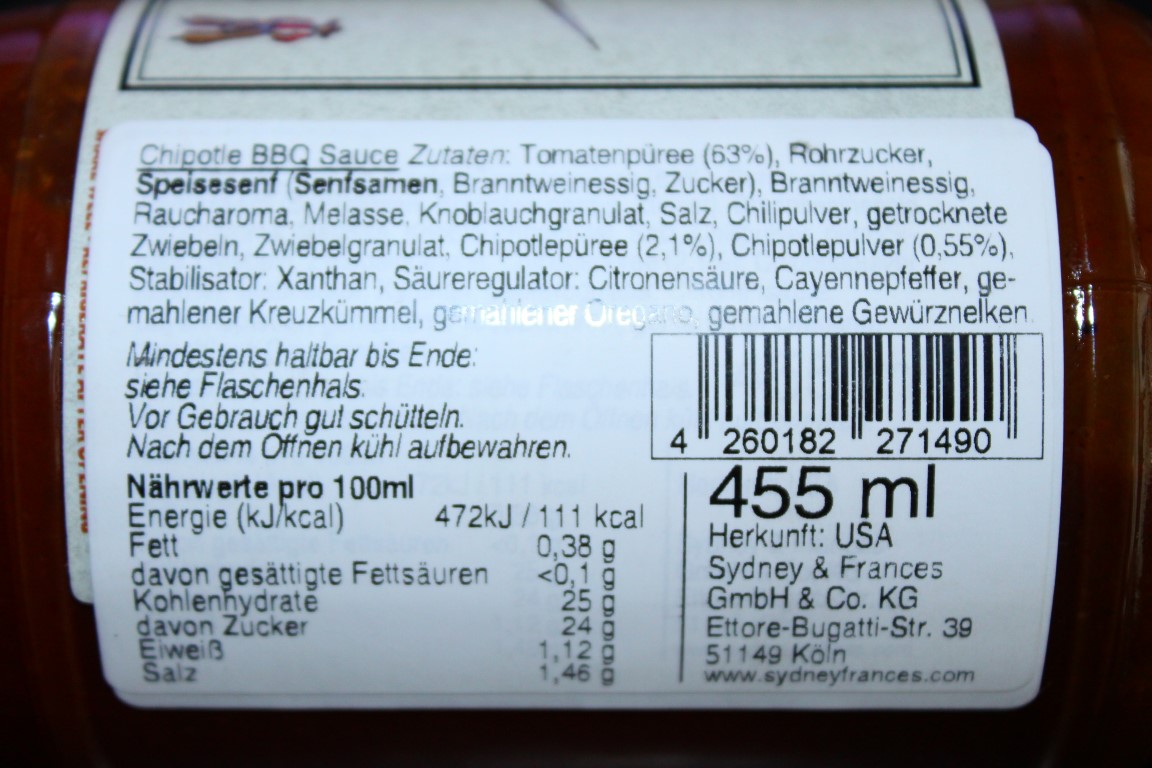 Chipotle BBQ Sauce Zutaten: Tomatenpüree (63%), Rohrzucker,
Speisesenf (Senfsamen, Branntweinessig, Zucker), Branntweinessig,
Raucharoma, Melasse, Knoblauchgranulat, Salz, Chilipulver, getrocknete
Zwiebeln, Zwiebelgranulat, Chipotlepüree (2,1%), Chipotlepulver (0,55%),
Stabilisator: Xanthan, Säureregulator: Citronensäure, Cayennepfeffer, ge-
mahlener Kreuzkümmel, gemahlener Oregano, gemahlene Gewürznelken.
Mindestens haltbar bis Ende:
siehe Flaschenhals.
Vor Gebrauch gut schütteln.
Nach dem Öffnen kühl aufbewahren.
4 260182 271490
Nährwerte pro 100ml
Energie (kJ/kcal) 472kJ / 111 kcal
Fett 0,38 g
davon gesättigte Fettsäuren <0,1 g
Kohlenhydrate 25 g
davon Zucker 24 g
Eiweiß 1,12 g
Salz 1,46 g
455 ml
Herkunft: USA
Sydney & Frances
GmbH & Co. KG
Ettore-Bugatti-Str. 39
51149 Köln
www.sydneyfrances.com